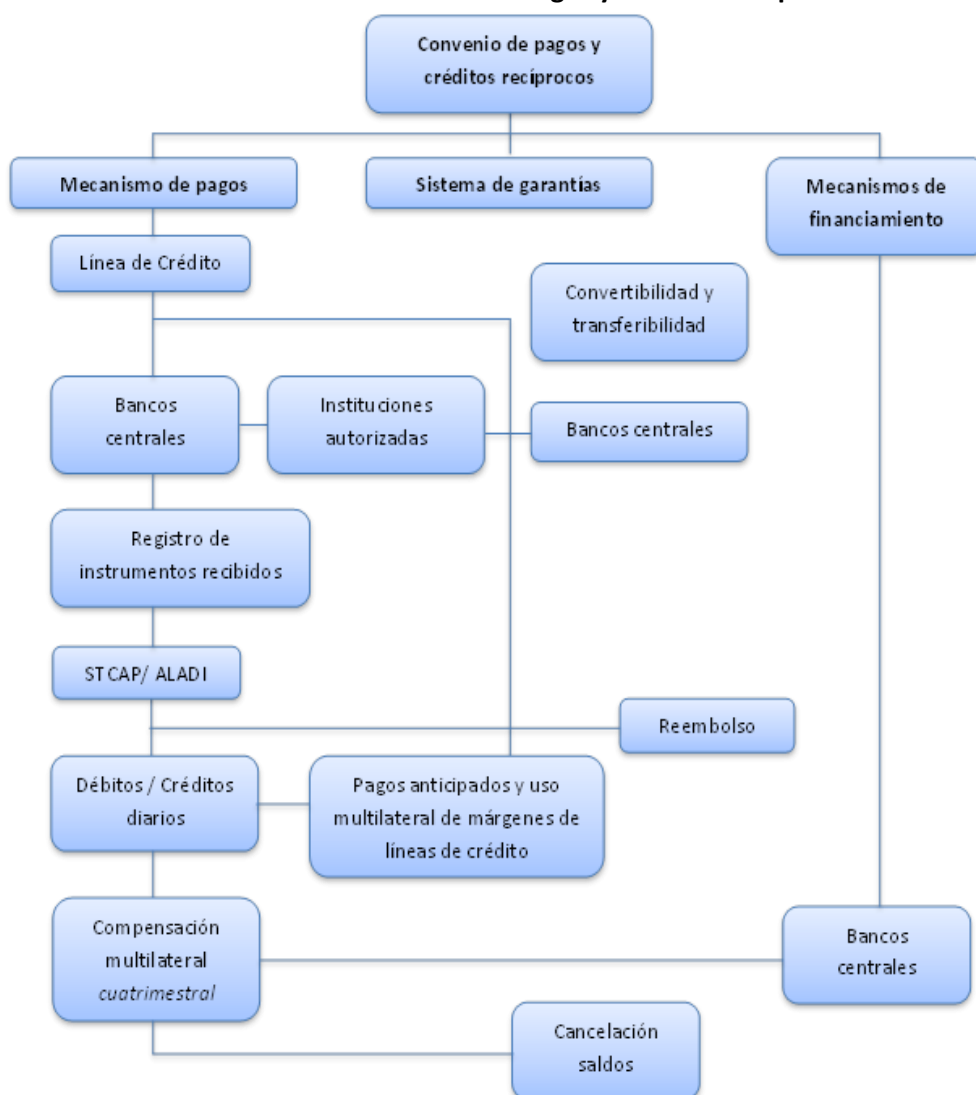 Convenio de pagos y
créditos recíprocos
Mecanismo de pagos
Sistema de garantías
Mecanismos de
financiamiento
Línea de Crédito
Convertibilidad y
transferibilidad
Bancos
centrales
Instituciones
autorizadas
Bancos centrales
Registro de
instrumentos recibidos
STCAP/ ALADI
Reembolso
Débitos / Créditos
diarios
Pagos anticipados y uso
multilateral de márgenes de
líneas de crédito
Compensación
multilateral
cuatrimestral
Bancos
centrales
Cancelación
saldos